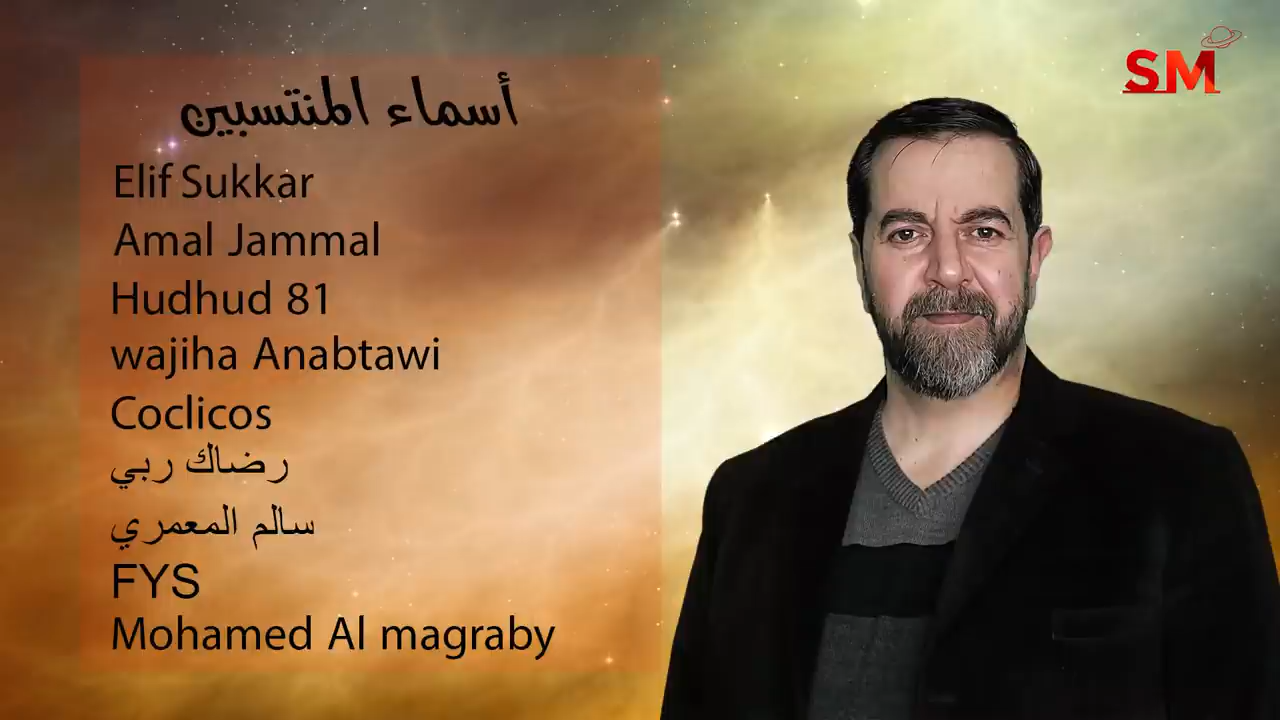 أسماء المنتسبين
SM
Elif Sukkar
Amal Jammal
Hudhud 81
wajiha Anabtawi
Coclicos
رضاك ربي
سالم المعمري
FYS
Mohamed Al magraby